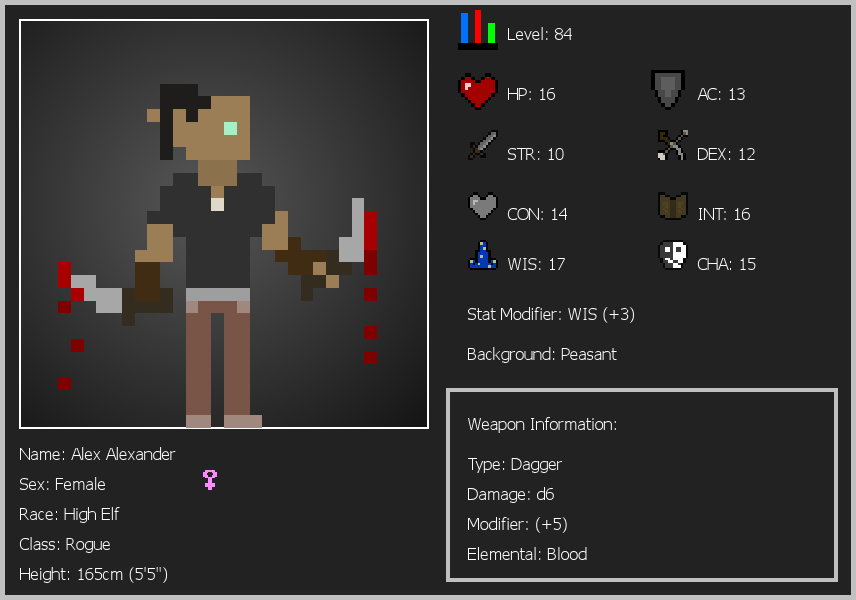 Level: 84
HP: 16
AC: 13
STR: 10
DEX: 12
CON: 14
INT: 16
WIS: 17
CHA: 15
Stat Modifier: WIS (+3)
Background: Peasant
Weapon Information:
Type: Dagger
Damage: d6
Modifier: (+5)
Elemental: Blood
Name: Alex Alexander
Sex: Female
Race: High Elf
Class: Rogue
Height: 165cm (5'5")